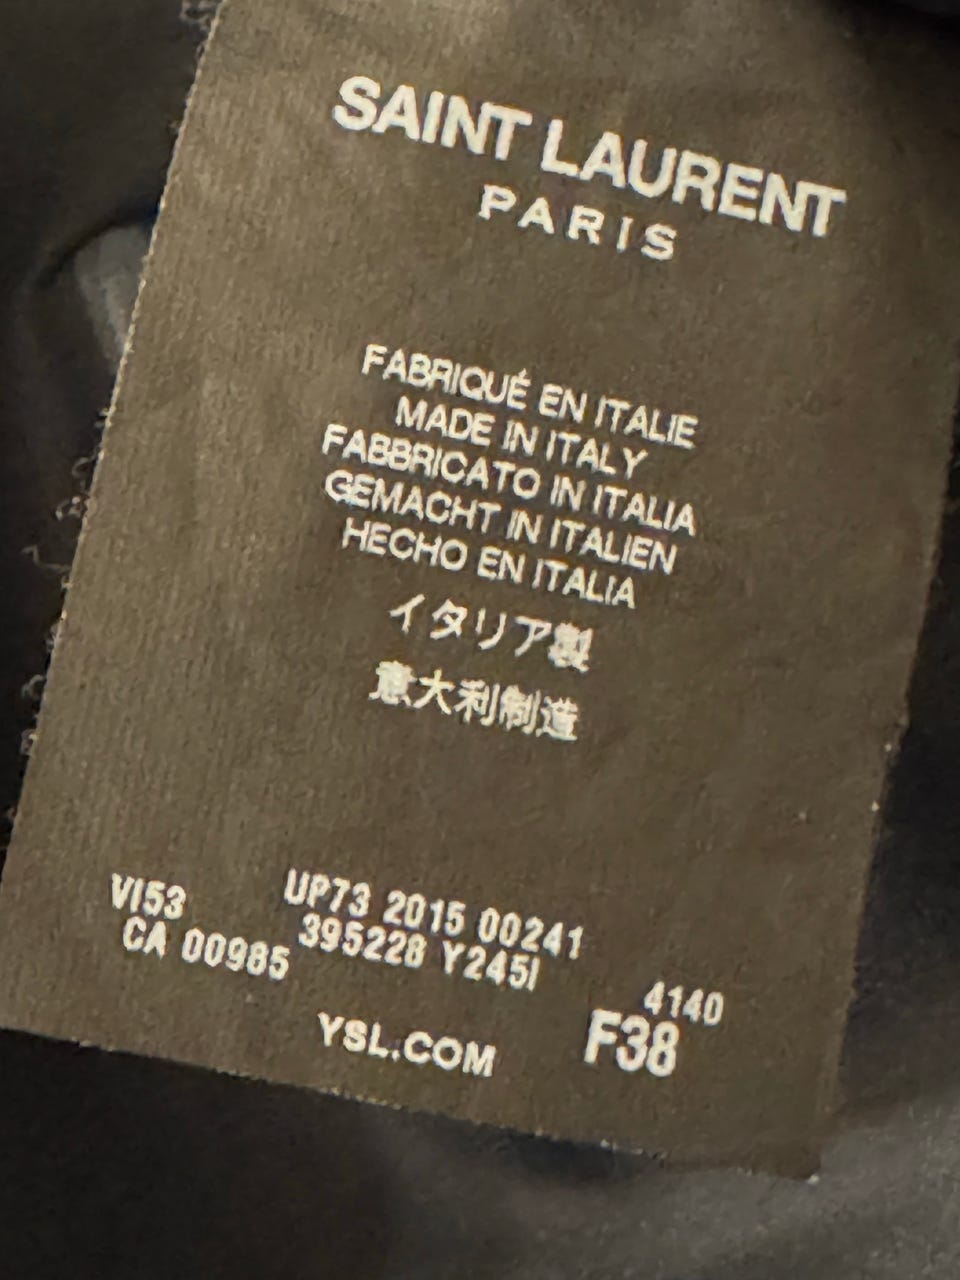 SAINT LAURENT
PARIS
FABRIQUÉ EN ITALIE
MADE IN ITALY
FABBRICATO IN ITALIA
GEMACHT IN ITALIEN
HECHO EN ITALIA
イタリア製
意大利制造
VI53 UP73 2015 00241
CA 00985 395228 Y245I
4140
YSL.COM F38